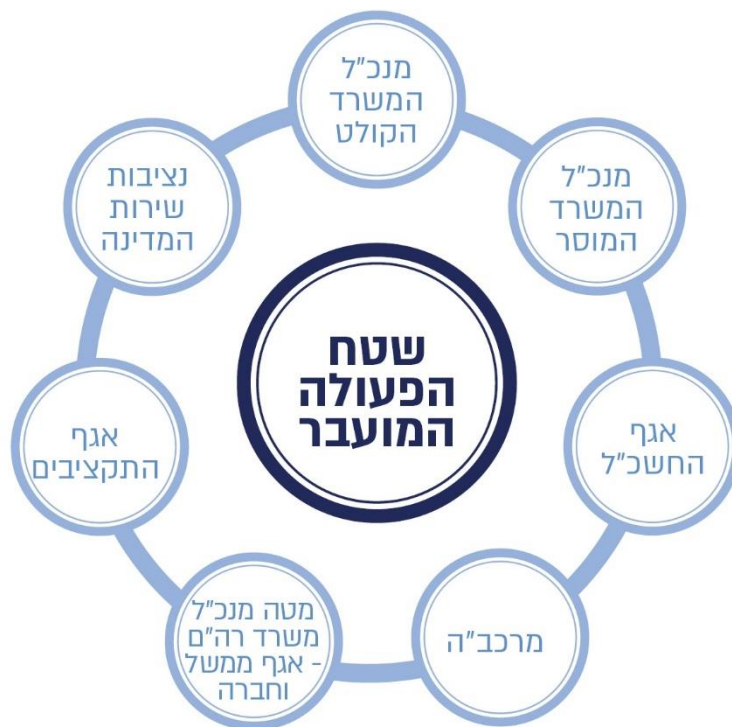 מנכ"ל
המשרד
הקולט
מנכ"ל
המשרד
המוסר
נציבות
שירות
המדינה
שטח
הפעולה
המועבר
אגף
החשכ"ל
אגף
התקציבים
מרכב"ה
מטה מנכ"ל
משרד רה"מ
- אגף ממשל
וחברה